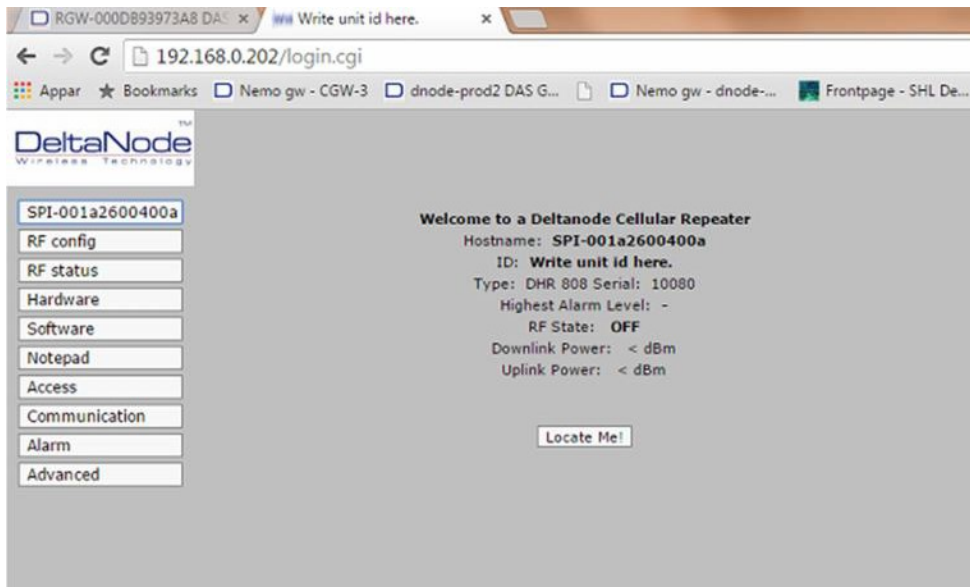 RGW-000DB93973A8 DAS × Write unit id here. ×
192.168.0.202/login.cgi
Appar Bookmarks Nemo gw - CGW-3 dnode-prod2 DAS G... Nemo gw - dnode-... Frontpage - SHL De...
DeltaNode™
Wireless Technology
SPI-001a2600400a
RF config
RF status
Hardware
Software
Notepad
Access
Communication
Alarm
Advanced
Welcome to a Deltanode Cellular Repeater
Hostname: SPI-001a2600400a
ID: Write unit id here.
Type: DHR 808 Serial: 10080
Highest Alarm Level: -
RF State: OFF
Downlink Power: < dBm
Uplink Power: < dBm
Locate Me!